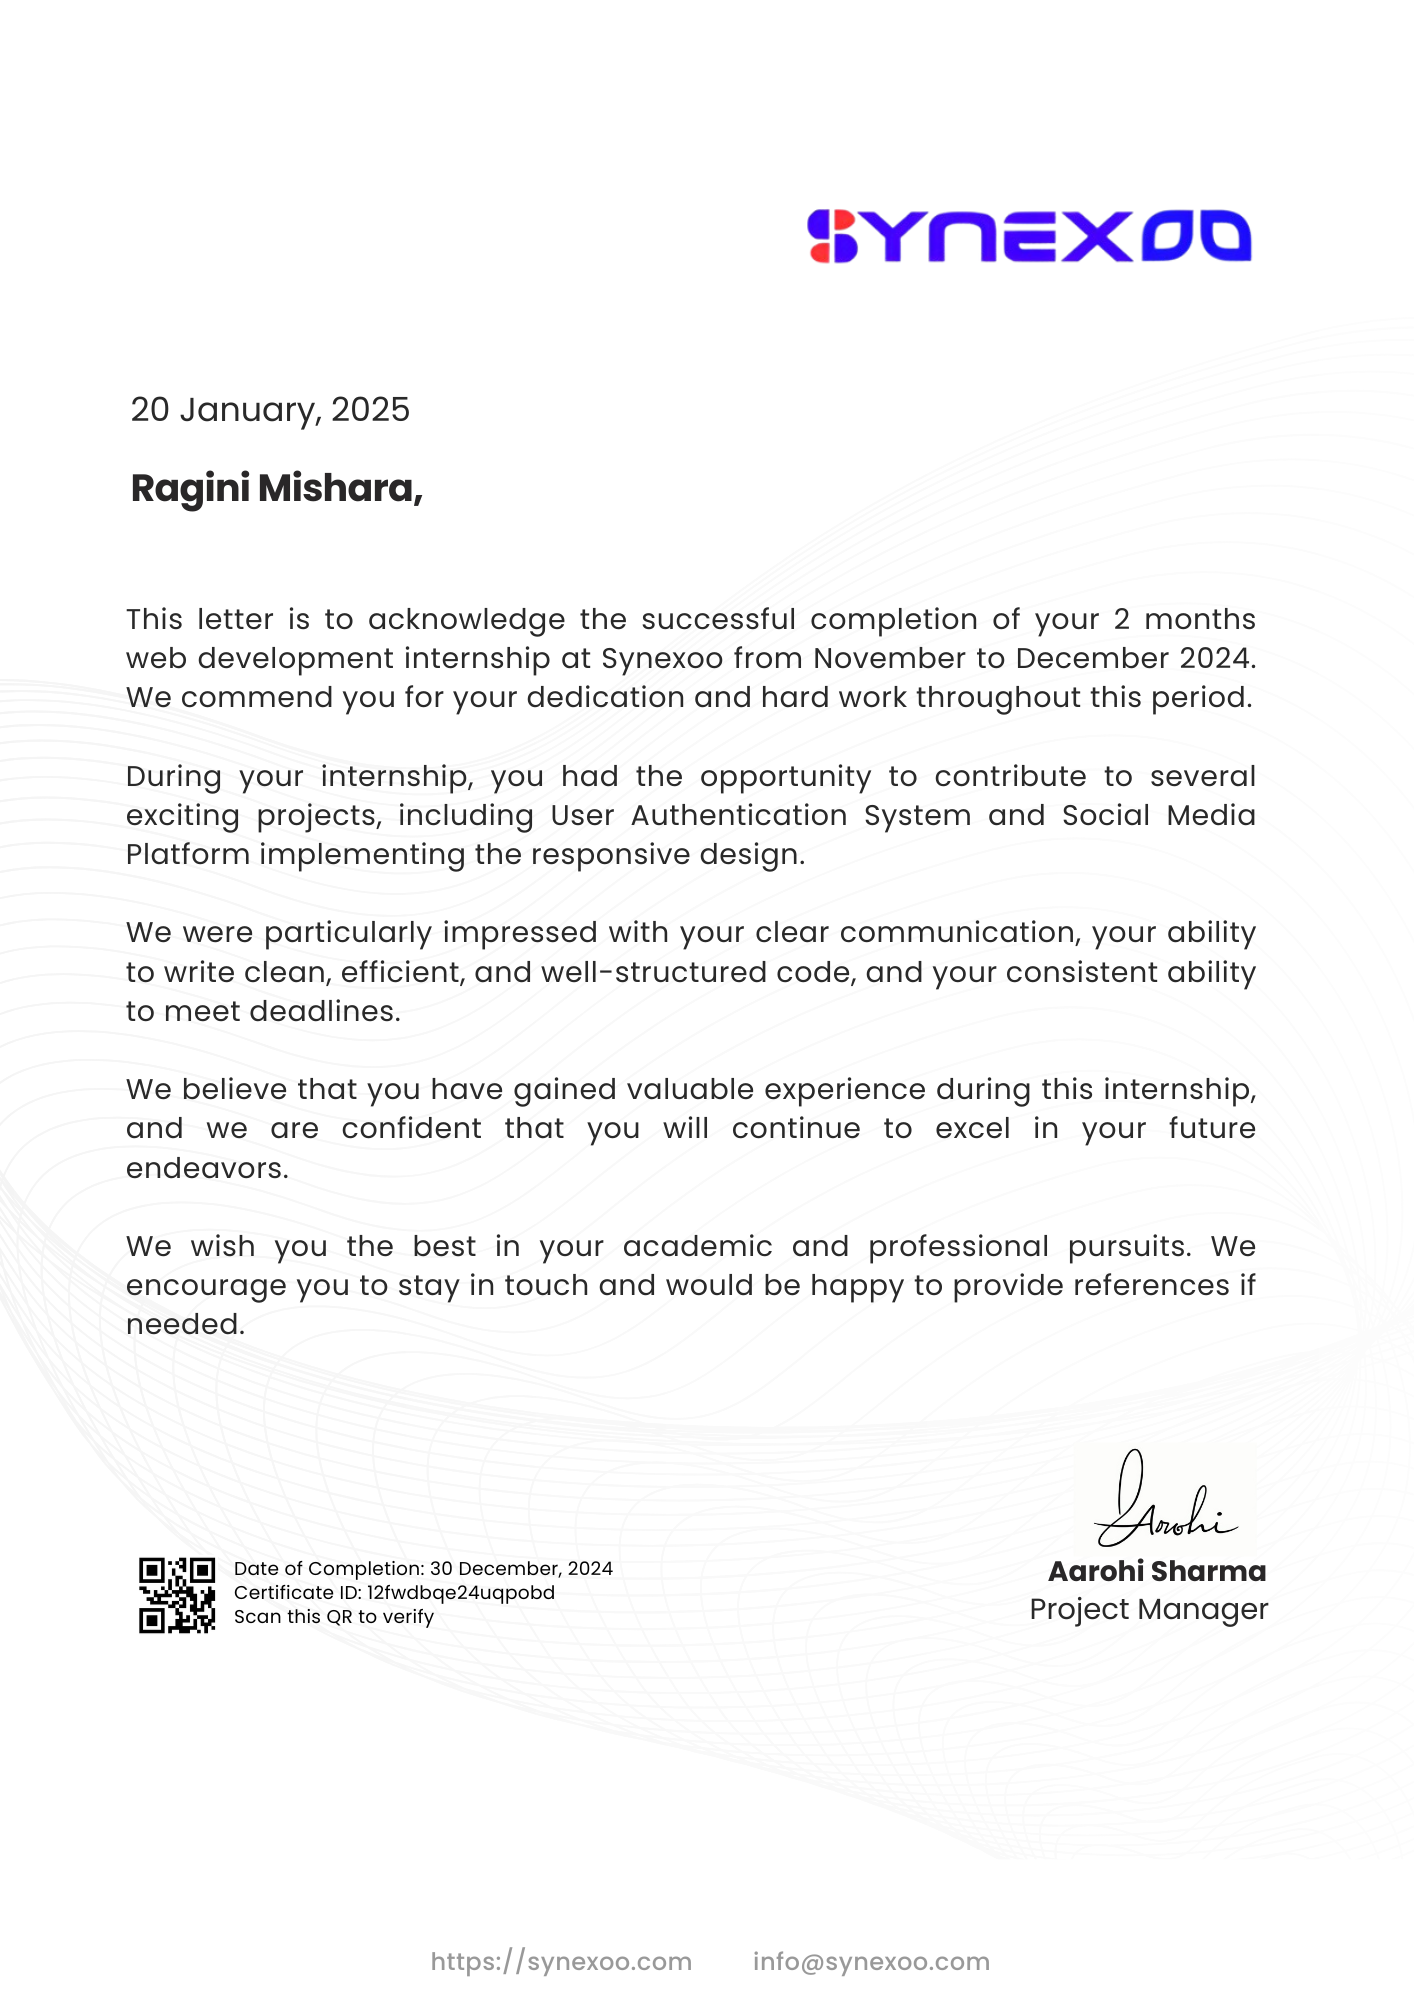 SYNEXOO
20 January, 2025
Ragini Mishara,
This letter is to acknowledge the successful completion of your 2 months
web development internship at Synexoo from November to December 2024.
We commend you for your dedication and hard work throughout this period.
During your internship, you had the opportunity to contribute to several
exciting projects, including User Authentication System and Social Media
Platform implementing the responsive design.
We were particularly impressed with your clear communication, your ability
to write clean, efficient, and well-structured code, and your consistent ability
to meet deadlines.
We believe that you have gained valuable experience during this internship,
and we are confident that you will continue to excel in your future
endeavors.
We wish you the best in your academic and professional pursuits. We
encourage you to stay in touch and would be happy to provide references if
needed.
Aarohi
Aarohi Sharma
Project Manager
Date of Completion: 30 December, 2024
Certificate ID: 12fwdbqe24uqpobd
Scan this QR to verify
https://synexoo.com info@synexoo.com